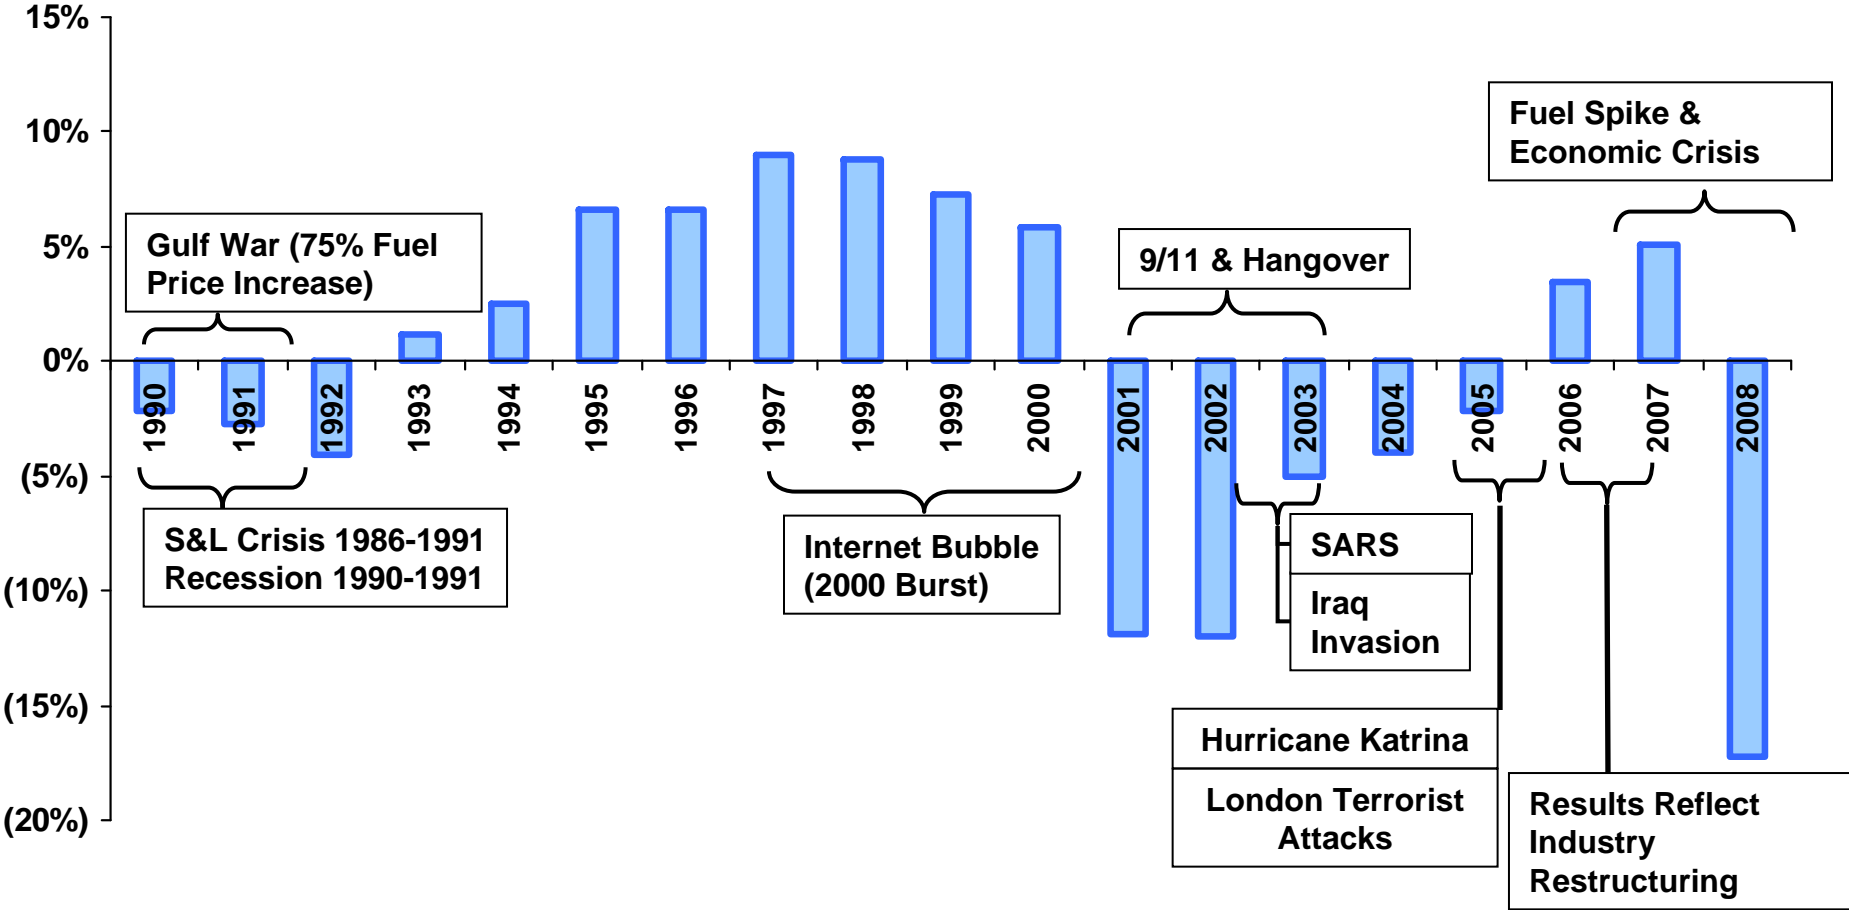 15%
10%
5%
0%
(5%)
(10%)
(15%)
(20%)
Fuel Spike &
Economic Crisis
Gulf War (75% Fuel
Price Increase)
9/11 & Hangover
1990
1991
1992
1993
1994
1995
1996
1997
1998
1999
2000
2001
2002
2003
2004
2005
2006
2007
2008
S&L Crisis 1986-1991
Recession 1990-1991
Internet Bubble
(2000 Burst)
SARS
Iraq
Invasion
Hurricane Katrina
London Terrorist
Attacks
Results Reflect
Industry
Restructuring